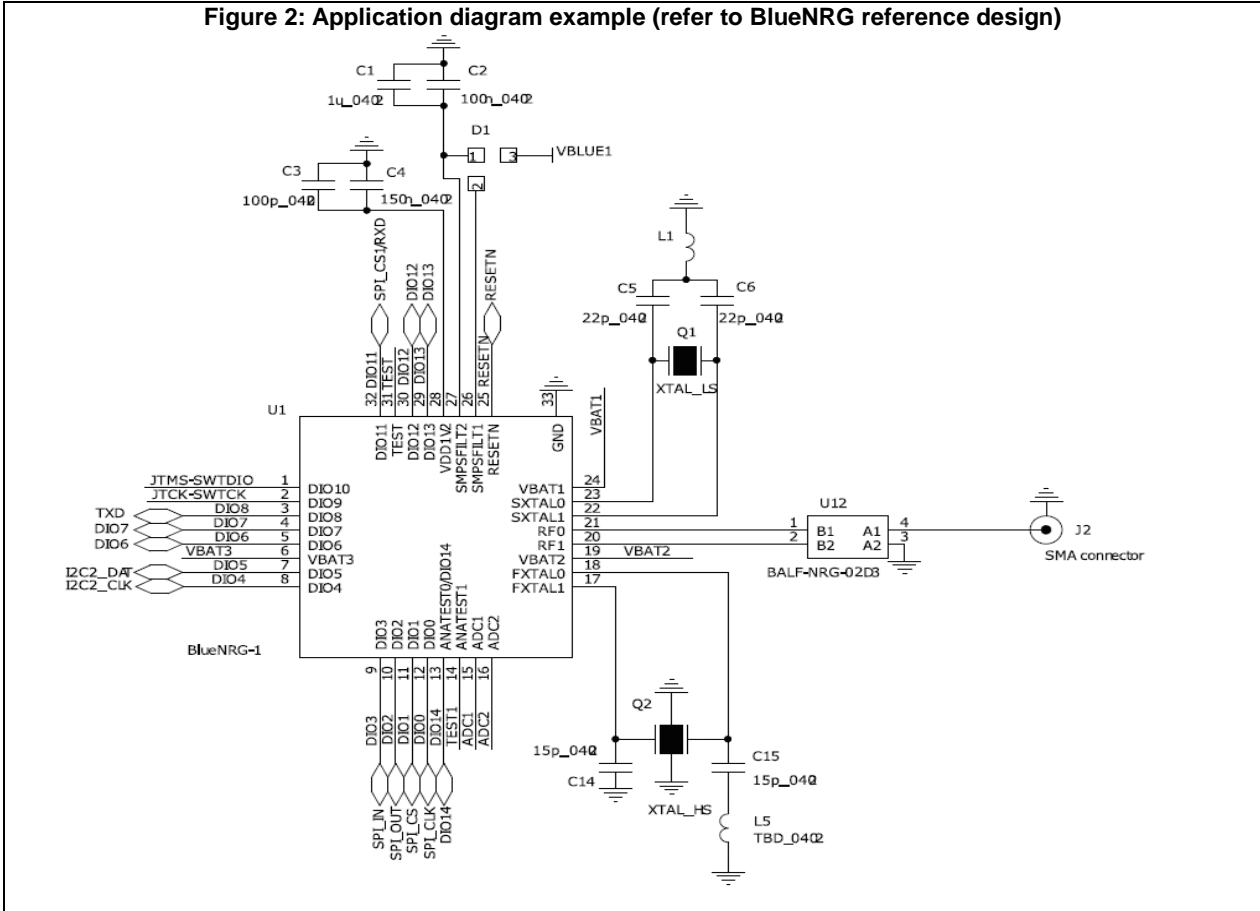 Figure 2: Application diagram example (refer to BlueNRG reference design)
C1
C2
1u_0402
100n_0402
D1
1
3
VBLUE1
2
C3
C4
100p_0402
150n_0402
L1
SPI_CS1/RXD
DIO12
DIO13
RESETN
C5
C6
22p_0402
22p_0402
Q1
XTAL_LS
32 DIO11
31 TEST
30 DIO12
29 DIO13
28
27
26
25 RESETN
33
VBAT1
U1
DIO11
TEST
DIO12
DIO13
VDD1V2
SMPSFILT2
SMPSFILT1
RESETN
GND
JTMS-SWTDIO 1 DIO10
JTCK-SWTCK 2 DIO9
TXD DIO8 3 DIO8
DIO7 DIO7 4 DIO7
DIO6 DIO6 5 DIO6
VBAT3 6 VBAT3
I2C2_DAT DIO5 7 DIO5
I2C2_CLK DIO4 8 DIO4
VBAT1 24
SXTAL0 23
SXTAL1 22
RF0 21
RF1 20
VBAT2 19 VBAT2
FXTAL0 18
FXTAL1 17
U12
1 B1 A1 4
2 B2 A2 3
BALF-NRG-02D3
J2
SMA connector
DIO3
DIO2
DIO1
DIO0
ANATEST0/DIO14
ANATEST1
ADC1
ADC2
BlueNRG-1
9
10
11
12
13
14
15
16
DIO3
DIO2
DIO1
DIO0
DIO14
TEST1
ADC1
ADC2
SPI_IN
SPI_OUT
SPI_CS
SPI_CLK
DIO14
Q2
15p_0402
C14
XTAL_HS
C15
15p_0402
L5
TBD_0402